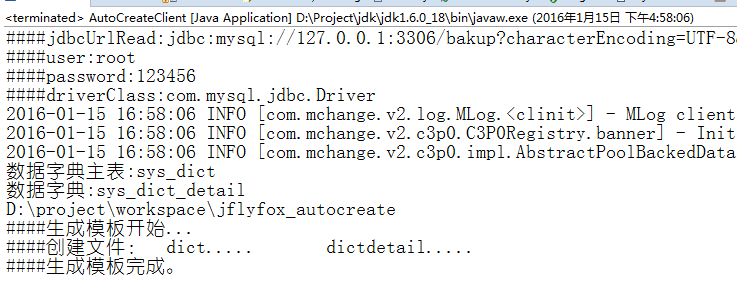 <terminated> AutoCreateClient [Java Application] D:\Project\jdk\jdk1.6.0_18\bin\javaw.exe (2016年1月15日 下午4:58:06)
####jdbcUrlRead:jdbc:mysql://127.0.0.1:3306/bakup?characterEncoding=UTF-8
####user:root
####password:123456
####driverClass:com.mysql.jdbc.Driver
2016-01-15 16:58:06 INFO [com.mchange.v2.log.MLog.<clinit>] - MLog client
2016-01-15 16:58:06 INFO [com.mchange.v2.c3p0.C3P0Registry.banner] - Init
2016-01-15 16:58:06 INFO [com.mchange.v2.c3p0.impl.AbstractPoolBackedData
数据字典主表:sys_dict
数据字典:sys_dict_detail
D:\project\workspace\jflyfox_autocreate
####生成模板开始...
####创建文件: dict..... dictdetail.....
####生成模板完成。